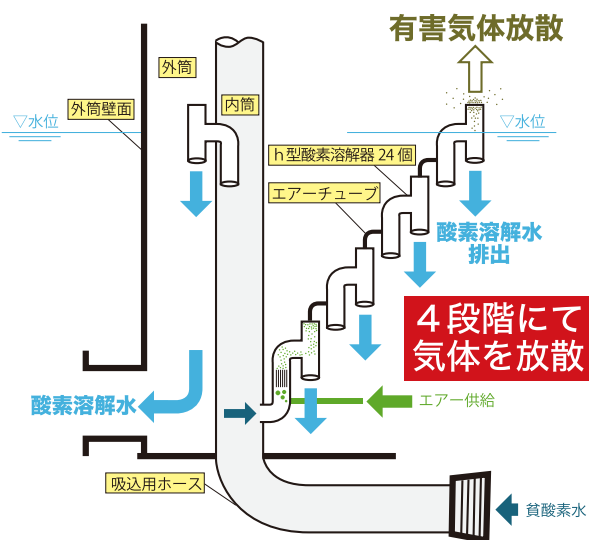 有害気体放散
外筒
内筒
外筒壁面
▽水位
▽水位
h型酸素溶解器 24 個
エアーチューブ
酸素溶解水
排出
４段階にて
気体を放散
酸素溶解水
エアー供給
吸込用ホース
貧酸素水